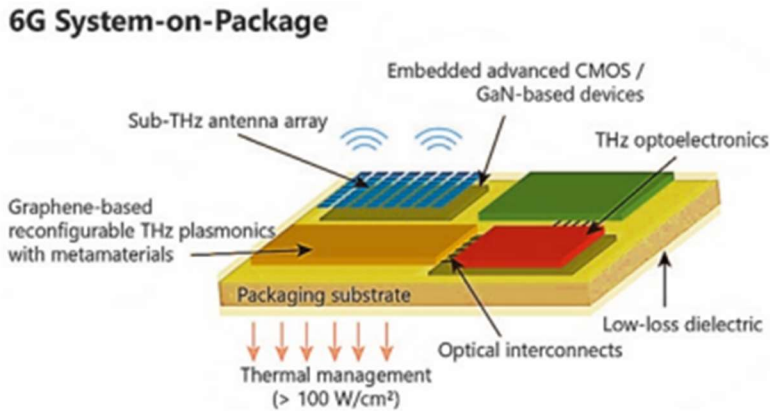 6G System-on-Package
Embedded advanced CMOS /
GaN-based devices
Sub-THz antenna array
THz optoelectronics
Graphene-based
reconfigurable THz plasmonics
with metamaterials
Packaging substrate
Low-loss dielectric
Optical interconnects
Thermal management
(> 100 W/cm²)